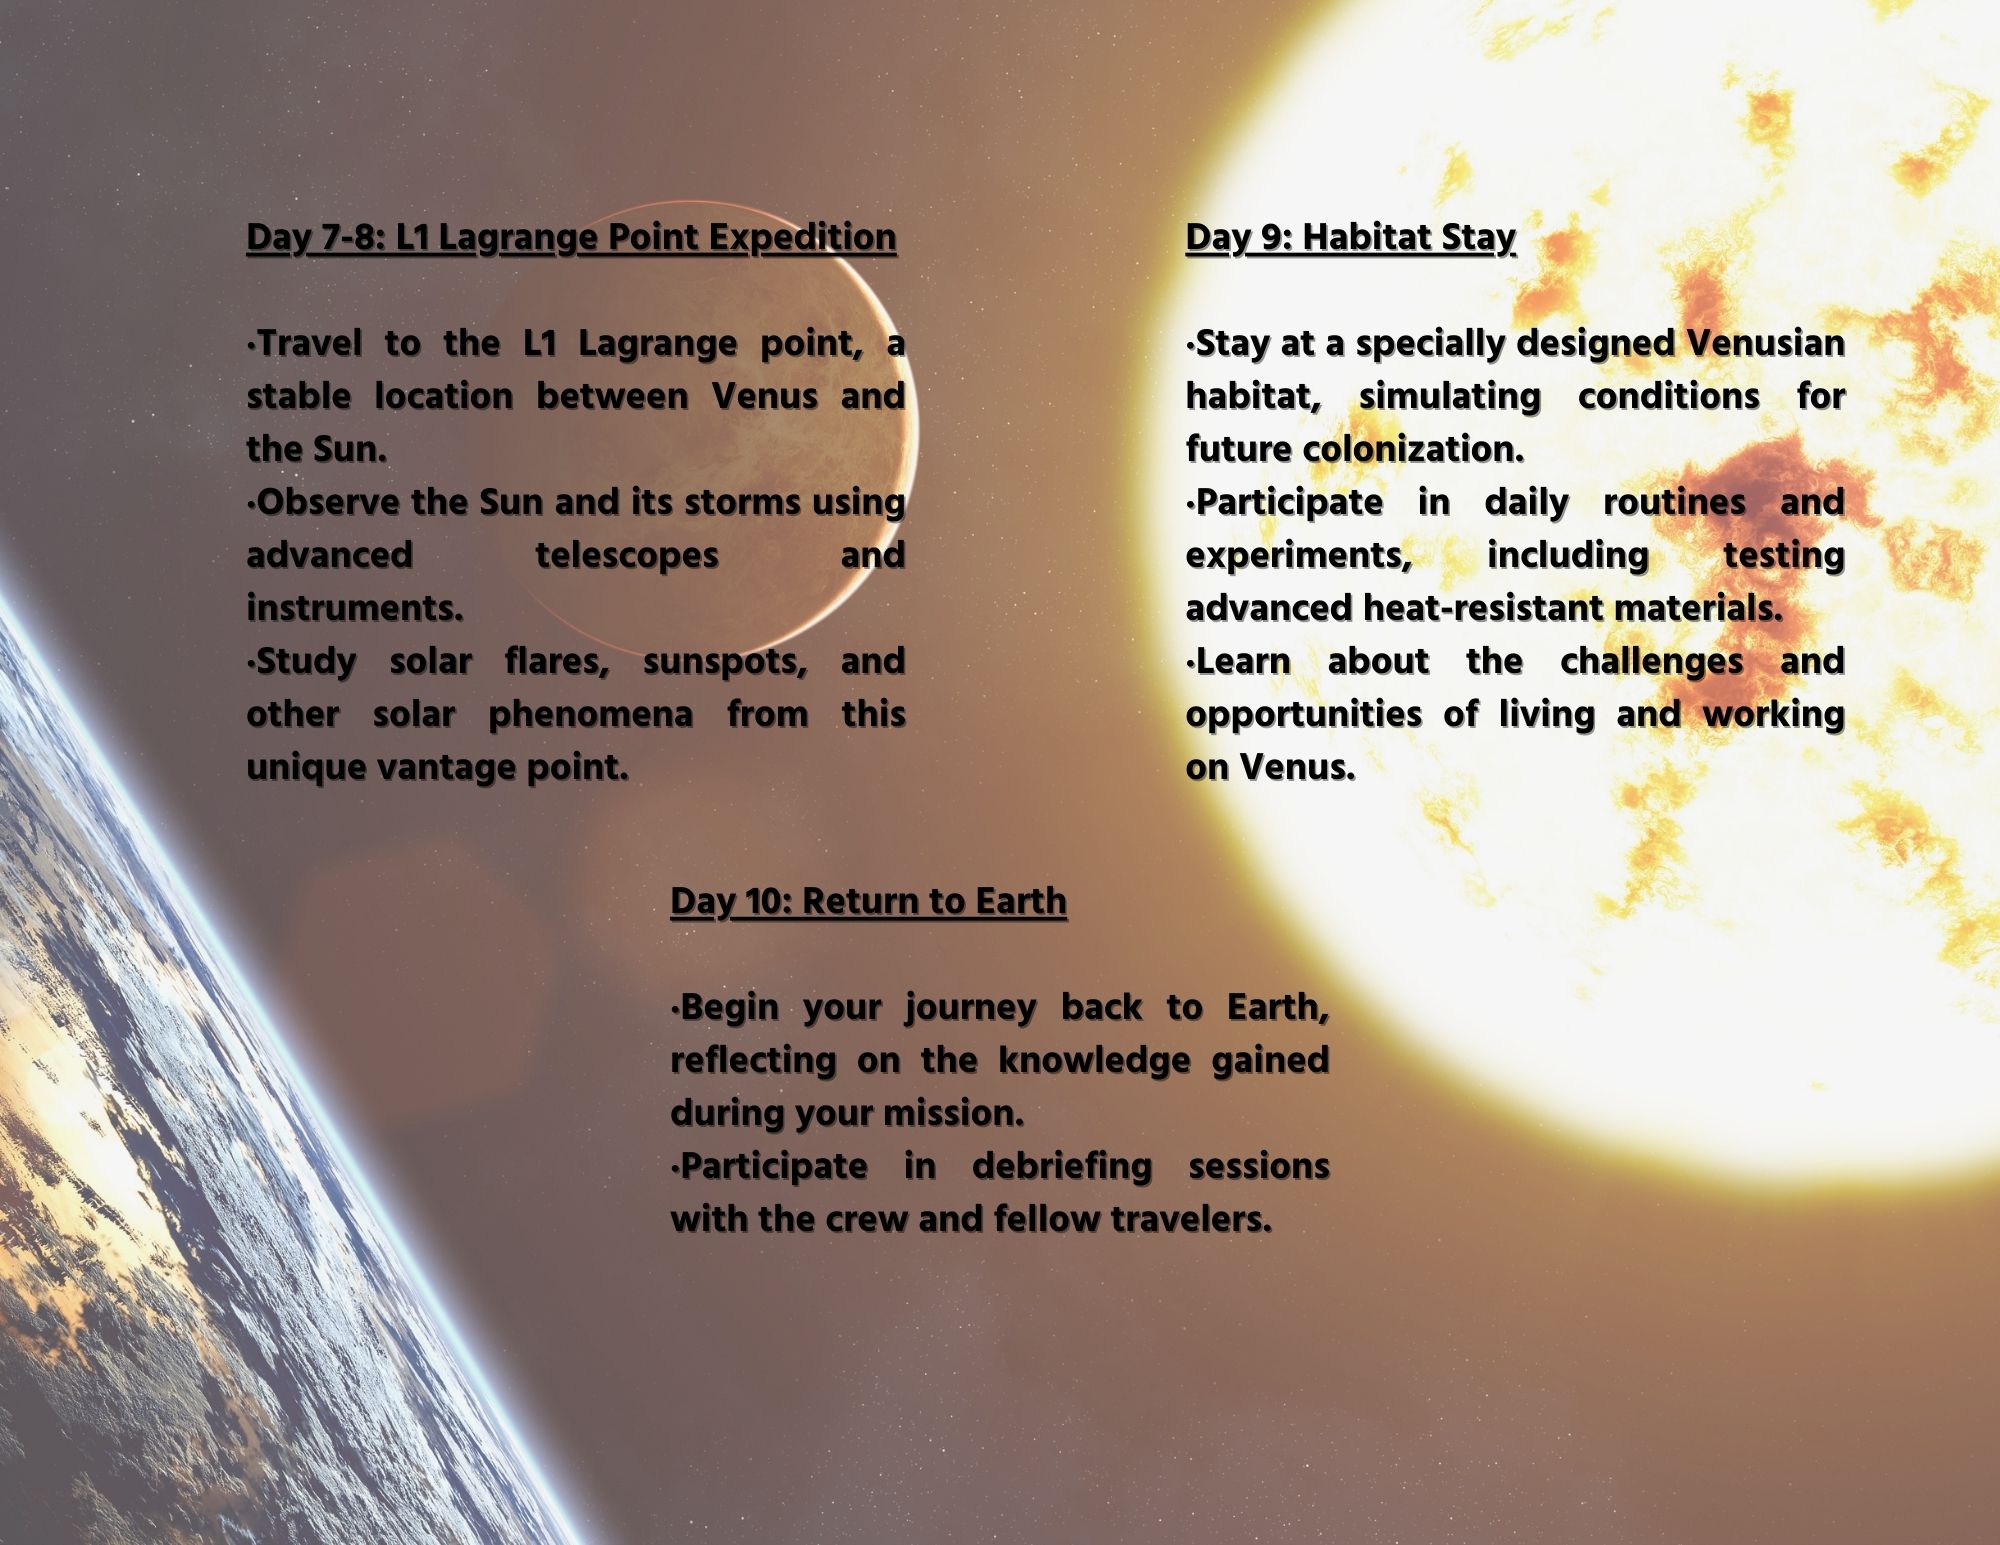 Day 7-8: L1 Lagrange Point Expedition
·Travel to the L1 Lagrange point, a
stable location between Venus and
the Sun.
·Observe the Sun and its storms using
advanced telescopes and
instruments.
·Study solar flares, sunspots, and
other solar phenomena from this
unique vantage point.
Day 9: Habitat Stay
·Stay at a specially designed Venusian
habitat, simulating conditions for
future colonization.
·Participate in daily routines and
experiments, including testing
advanced heat-resistant materials.
·Learn about the challenges and
opportunities of living and working
on Venus.
Day 10: Return to Earth
·Begin your journey back to Earth,
reflecting on the knowledge gained
during your mission.
·Participate in debriefing sessions
with the crew and fellow travelers.